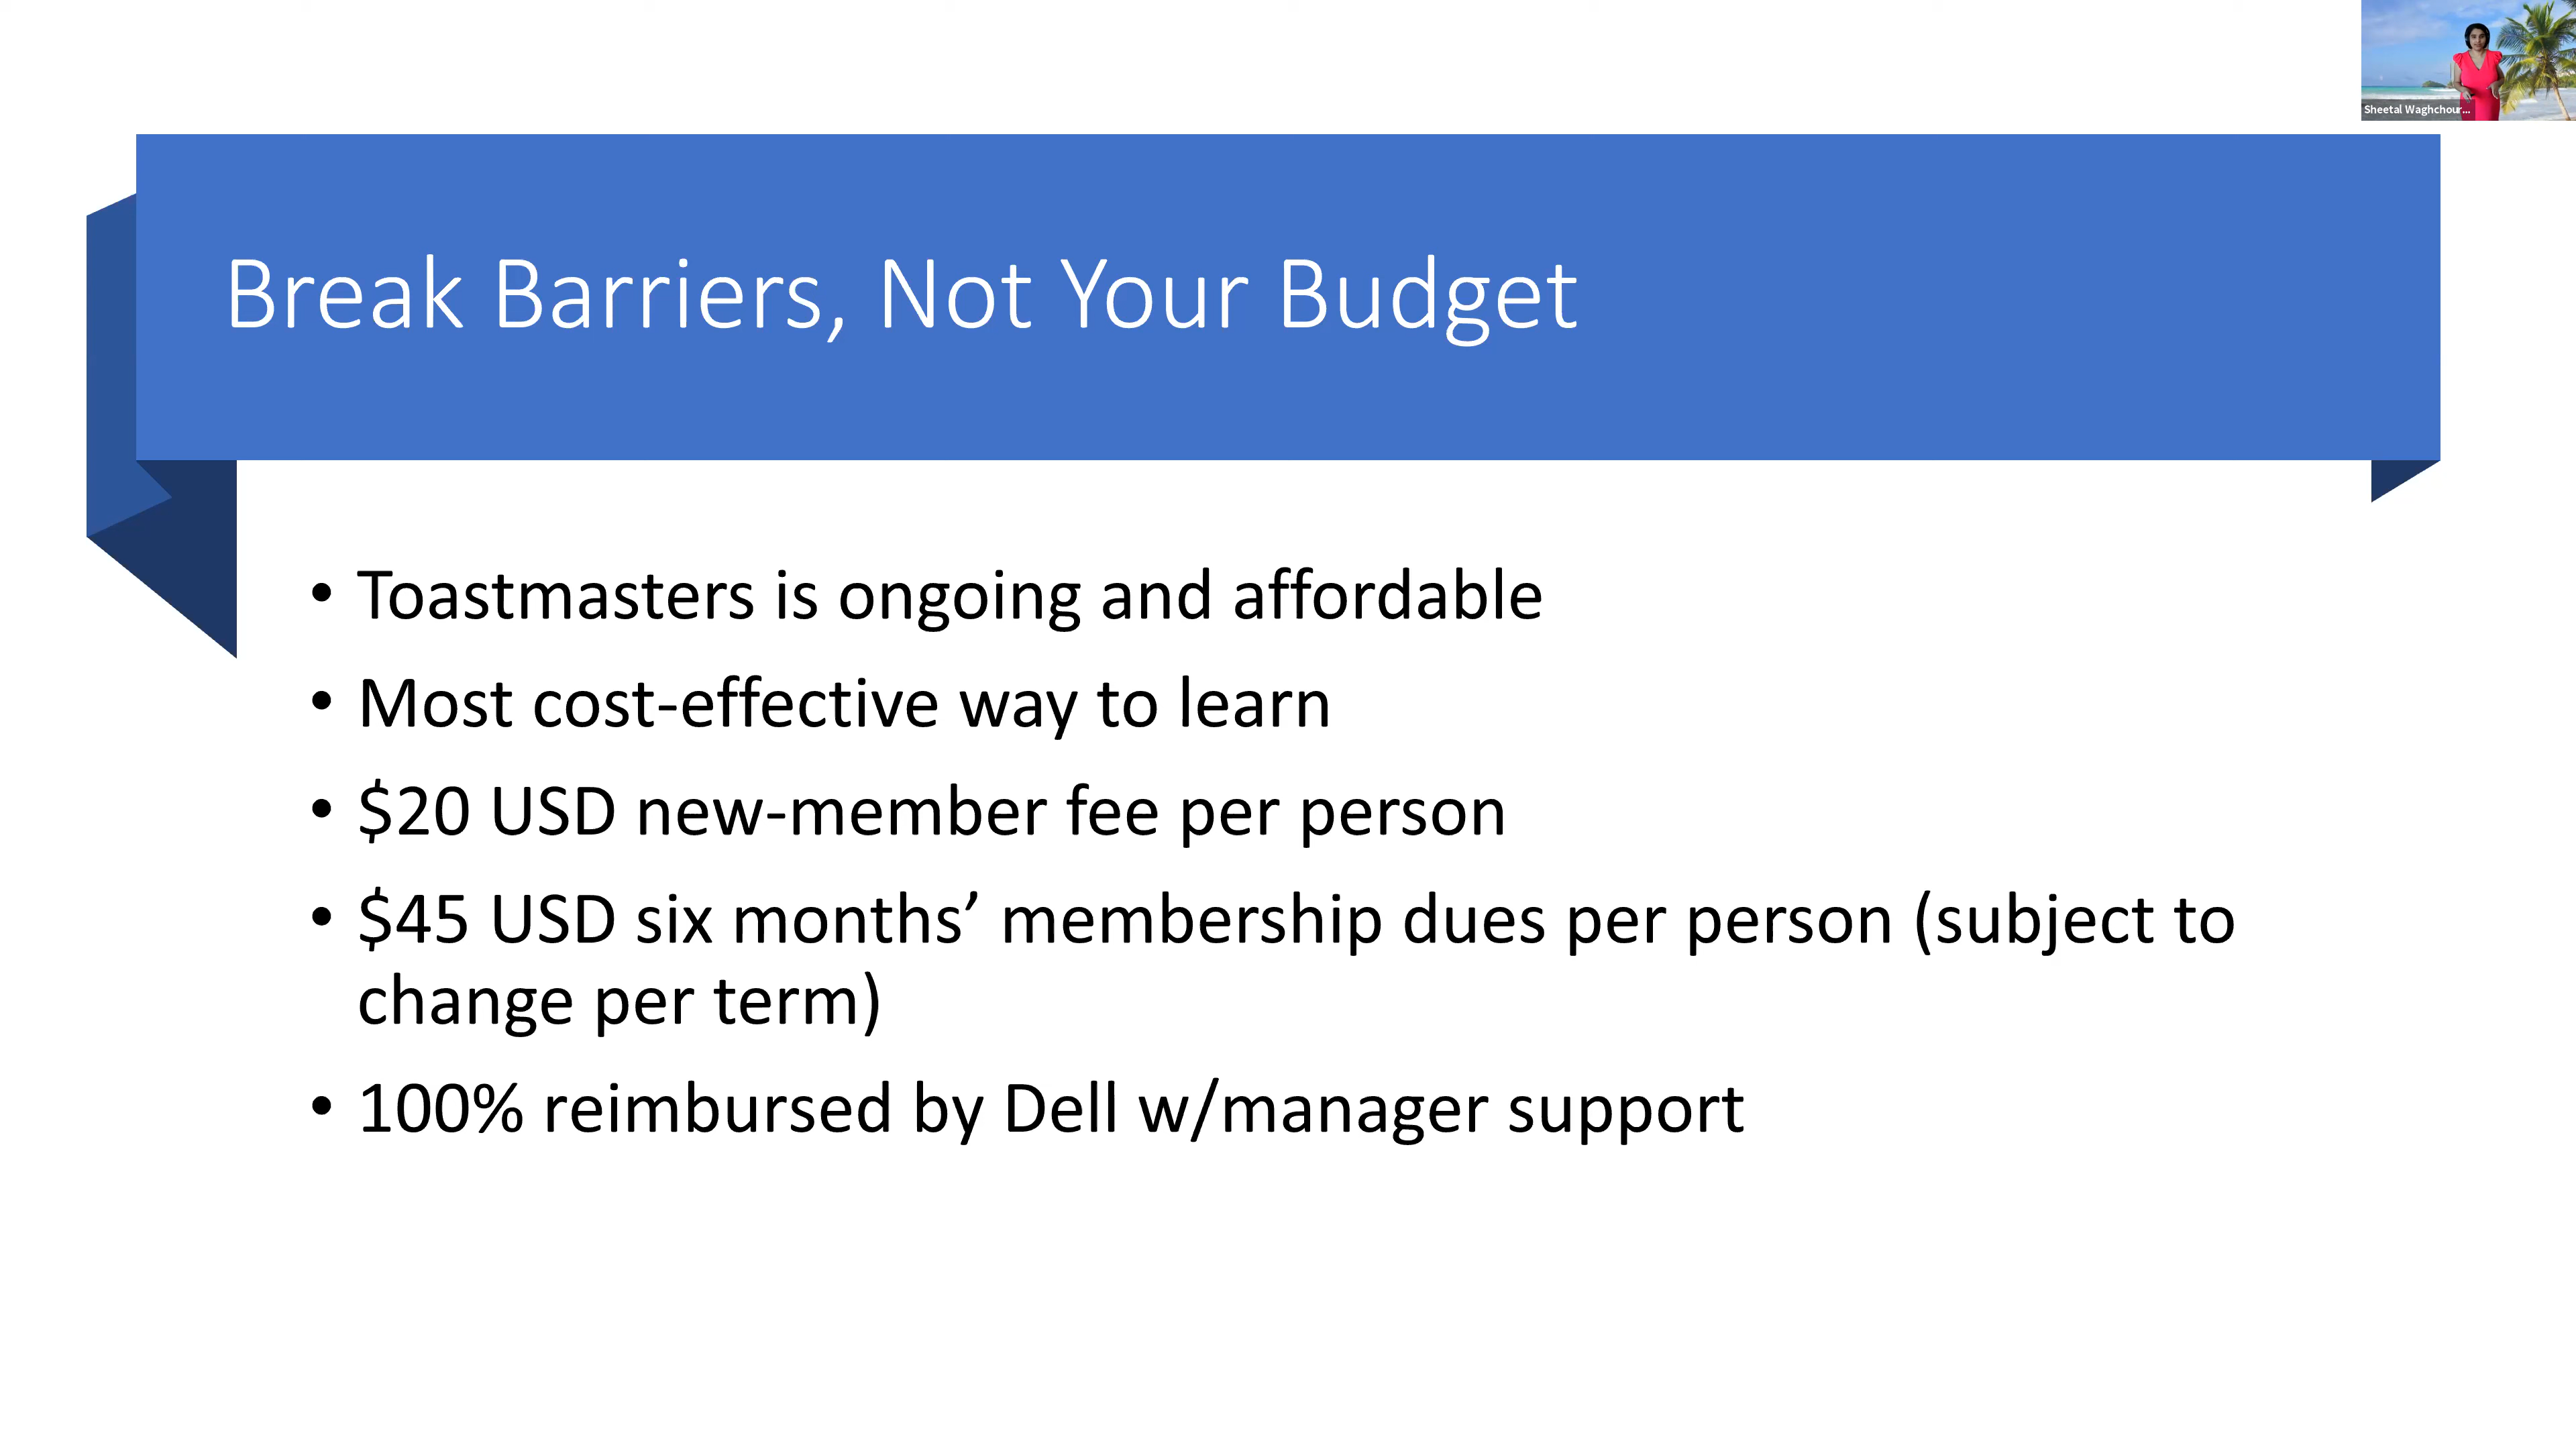 Sheetal Waghchour...
Break Barriers, Not Your Budget
• Toastmasters is ongoing and affordable
• Most cost-effective way to learn
• $20 USD new-member fee per person
• $45 USD six months’ membership dues per person (subject to
change per term)
• 100% reimbursed by Dell w/manager support